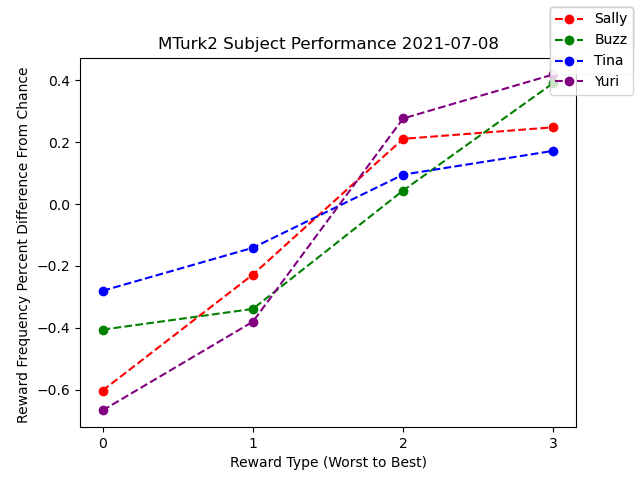 MTurk2 Subject Performance 2021-07-08
Sally
Buzz
Tina
Yuri
Reward Frequency Percent Difference From Chance
0.4
0.2
0.0
−0.2
−0.4
−0.6
0 1 2 3
Reward Type (Worst to Best)